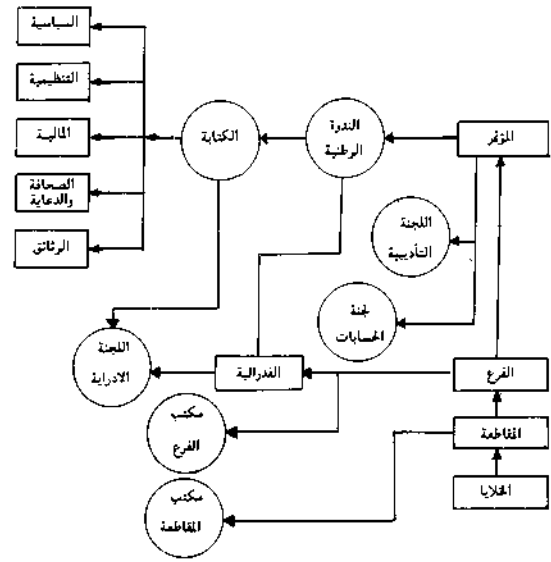 السياسية
التنظيمية
المالية
الصحافة
والدعاية
الوثائق
الكتابة
الندوة
الوطنية
المؤتمر
اللجنة
التأديبية
لجنة
الحسابات
اللجنة
الادراية
الفدرالية
الفرع
مكتب
الفرع
المقاطعة
مكتب
المقاطعة
الخلايا